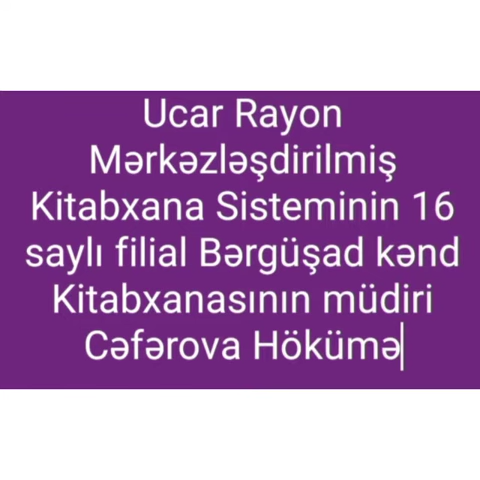 Ucar Rayon
Mərkəzləşdirilmiş
Kitabxana Sisteminin 16
saylı filial Bərgüşad kənd
Kitabxanasının müdiri
Cəfərova Hökümə